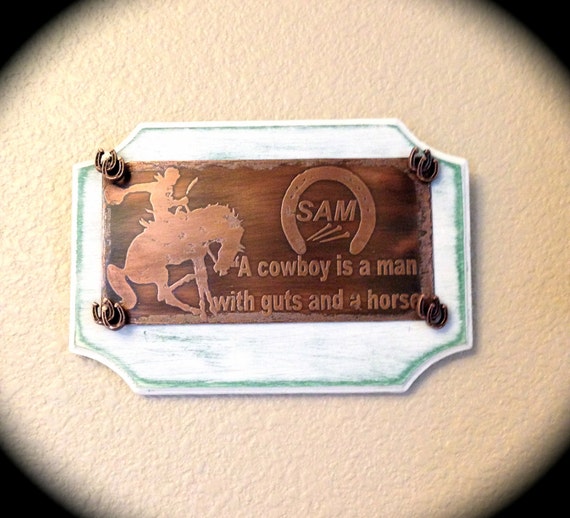 SAM
"A cowboy is a man
with guts and a horse